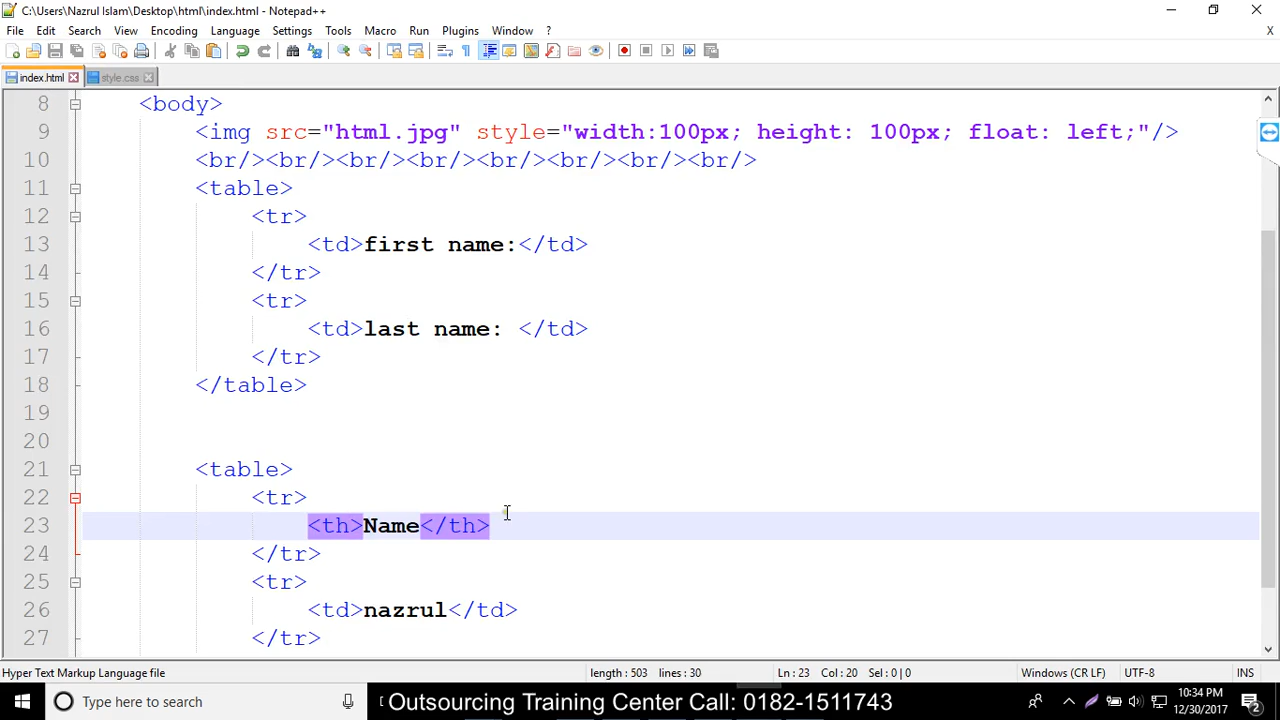 C:\Users\Nazrul Islam\Desktop\html\index.html - Notepad++
File Edit Search View Encoding Language Settings Tools Macro Run Plugins Window ? X
index.html style.css
8 <body>
9 <img src="html.jpg" style="width:100px; height: 100px; float: left;"/>
10 <br/><br/><br/><br/><br/><br/><br/><br/>
11 <table>
12 <tr>
13 <td>first name:</td>
14 </tr>
15 <tr>
16 <td>last name: </td>
17 </tr>
18 </table>
19
20
21 <table>
22 <tr>
23 <th>Name</th>
24 </tr>
25 <tr>
26 <td>nazrul</td>
27 </tr>
Hyper Text Markup Language file length : 503 lines : 30 Ln : 23 Col : 20 Sel : 0 | 0 Windows (CR LF) UTF-8 INS
Type here to search
[ Outsourcing Training Center Call: 0182-1511743
10:34 PM
12/30/2017
2